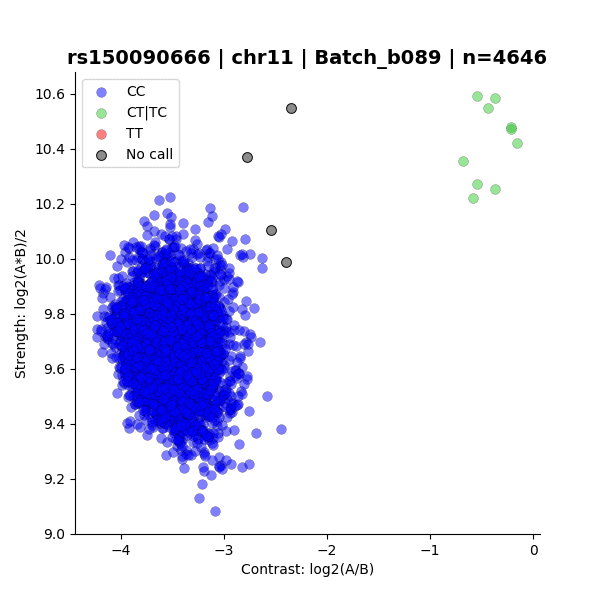 rs150090666 | chr11 | Batch_b089 | n=4646
CC
CT|TC
TT
No call
10.6
10.4
10.2
10.0
9.8
9.6
9.4
9.2
9.0
Strength: log2(A*B)/2
−4
−3
−2
−1
0
Contrast: log2(A/B)